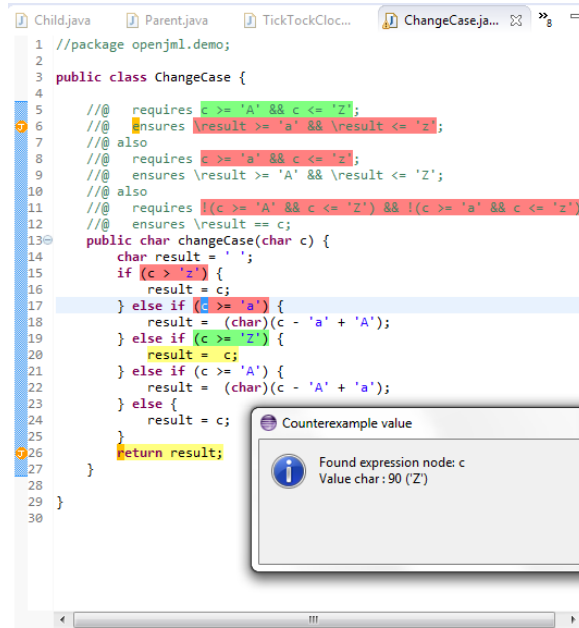 Child.java Parent.java TickTockCloc... ChangeCase.ja... »8
1 //package openjml.demo;
2
3 public class ChangeCase {
4
5 //@ requires c >= 'A' && c <= 'Z';
6 //@ ensures \result >= 'a' && \result <= 'z';
7 //@ also
8 //@ requires c >= 'a' && c <= 'z';
9 //@ ensures \result >= 'A' && \result <= 'Z';
10 //@ also
11 //@ requires !(c >= 'A' && c <= 'Z') && !(c >= 'a' && c <= 'z')
12 //@ ensures \result == c;
13 public char changeCase(char c) {
14 char result = ' ';
15 if (c > 'z') {
16 result = c;
17 } else if (c >= 'a') {
18 result = (char)(c - 'a' + 'A');
19 } else if (c >= 'Z') {
20 result = c;
21 } else if (c >= 'A') {
22 result = (char)(c - 'A' + 'a');
23 } else {
24 result = c;
25 }
26 return result;
27 }
28
29 }
30
Counterexample value
Found expression node: c
Value char : 90 ('Z')